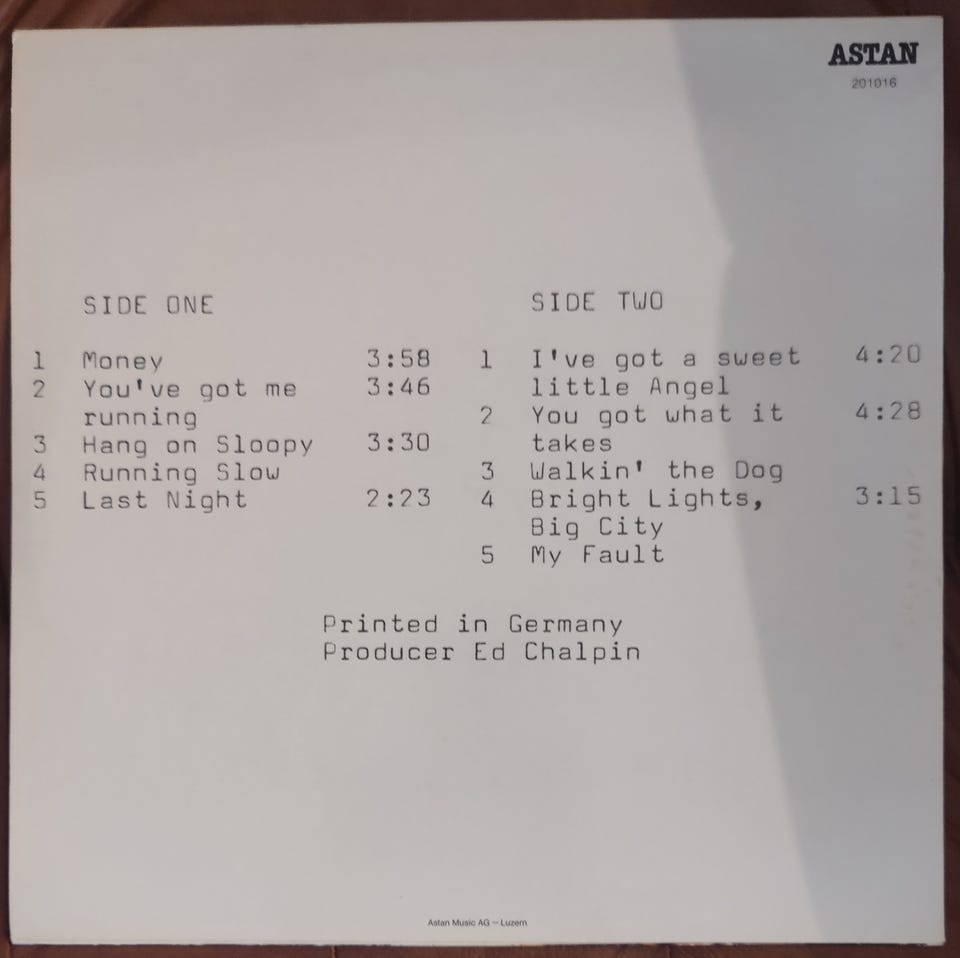 ASTAN
201016
SIDE ONE
1 Money 3:58
2 You've got me 3:46
running
3 Hang on Sloopy 3:30
4 Running Slow
5 Last Night 2:23
SIDE TWO
1 I've got a sweet 4:20
little Angel
2 You got what it 4:28
takes
3 Walkin' the Dog
4 Bright Lights, 3:15
Big City
5 My Fault
Printed in Germany
Producer Ed Chalpin
Astan Music AG – Luzern